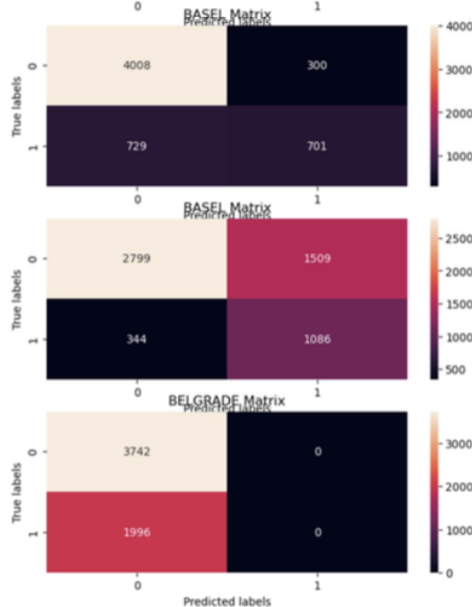 0 1
BASEL Matrix
Predicted labels
True labels
0
1
4008 300
729 701
4000
3000
2000
1000
BASEL Matrix
Predicted labels
True labels
0
1
2799 1509
344 1086
2500
2000
1500
1000
500
0 1
BELGRADE Matrix
Predicted labels
True labels
0
1
3742 0
1996 0
3000
2000
1000
0
0 1
Predicted labels